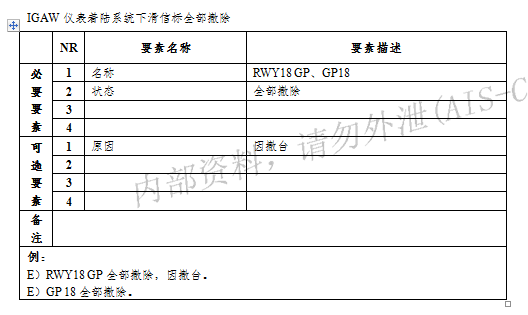 IGAW 仪表着陆系统下滑信标全部撤除
NR 要素名称 要素描述
必要要素
1 名称 RWY18 GP、GP18
2 状态 全部撤除
3
4
可选要素
1 原因 因撤台
2
3
4
备注
例：
E）RWY18 GP 全部撤除，因撤台。
E）GP 18 全部撤除。
内部资料，请勿外泄(AIS-C